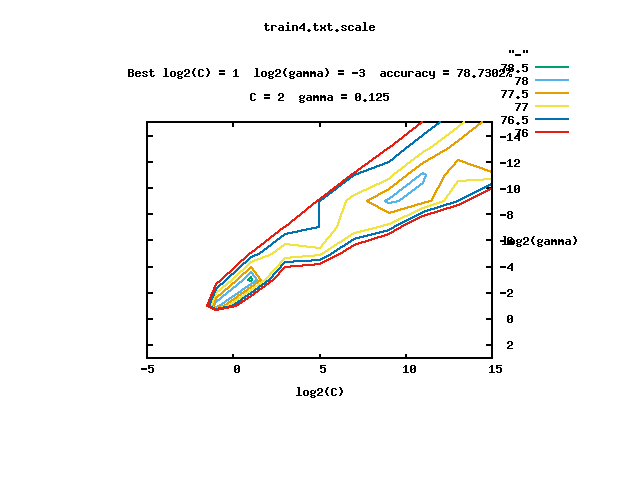 train4.txt.scale
"-"
Best log2(C) = 1 log2(gamma) = -3 accuracy = 78.7302%
78.5
78
77.5
77
76.5
76
C = 2 gamma = 0.125
-14
-12
-10
-8
-6
log2(gamma)
-4
-2
0
2
-5 0 5 10 15
log2(C)